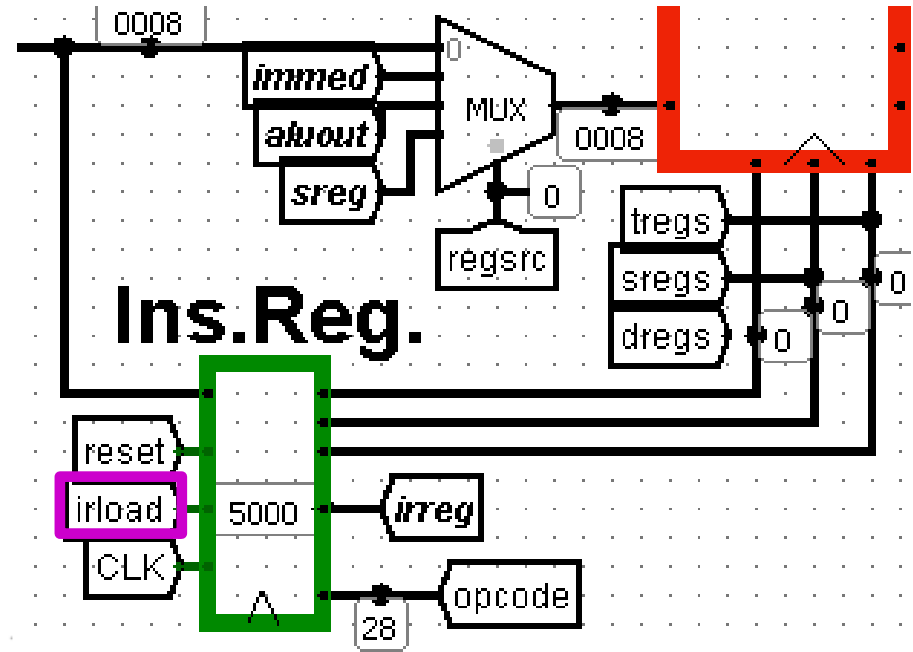 0008
0
immed
MUX
aluout
0008
sreg
0
tregs
regsrc
sregs
0
Ins.Reg.
0
dregs
0
reset
irload
5000
irreg
CLK
opcode
28